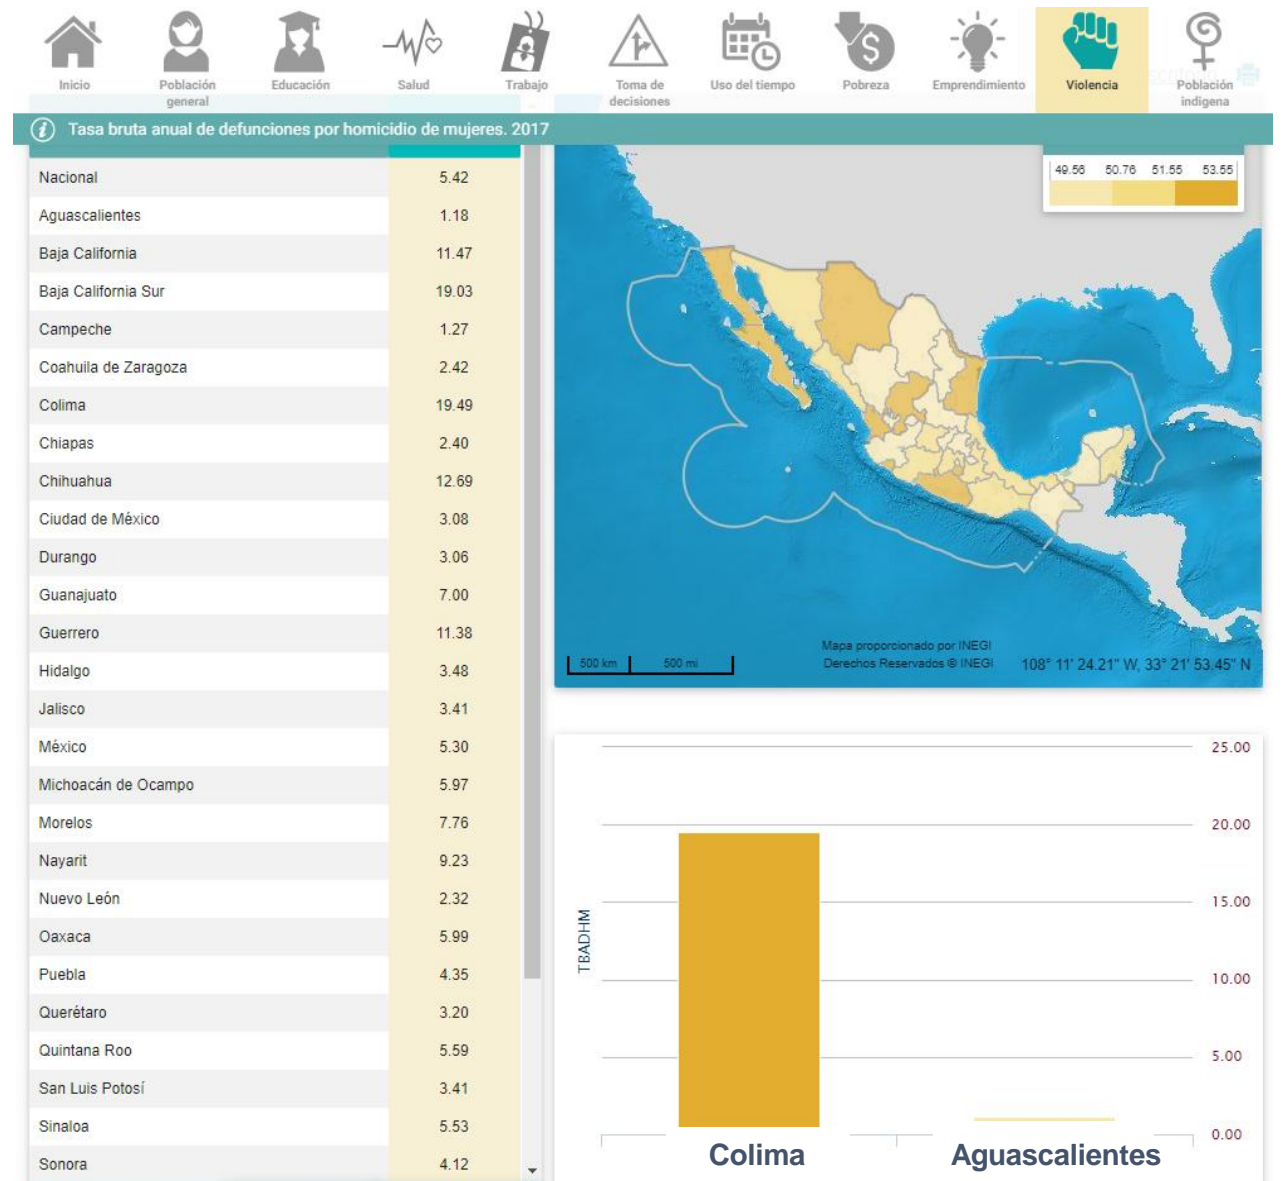 Inicio
Población
general
Educación
Salud
Trabajo
Toma de
decisiones
Uso del tiempo
Pobreza
Emprendimiento
Violencia
Población
indígena
Tasa bruta anual de defunciones por homicidio de mujeres. 2017
Nacional 5.42
Aguascalientes 1.18
Baja California 11.47
Baja California Sur 19.03
Campeche 1.27
Coahuila de Zaragoza 2.42
Colima 19.49
Chiapas 2.40
Chihuahua 12.69
Ciudad de México 3.08
Durango 3.06
Guanajuato 7.00
Guerrero 11.38
Hidalgo 3.48
Jalisco 3.41
México 5.30
Michoacán de Ocampo 5.97
Morelos 7.76
Nayarit 9.23
Nuevo León 2.32
Oaxaca 5.99
Puebla 4.35
Querétaro 3.20
Quintana Roo 5.59
San Luis Potosí 3.41
Sinaloa 5.53
Sonora 4.12
49.56 50.76 51.55 53.55
500 km 500 mi
Mapa proporcionado por INEGI
Derechos Reservados © INEGI
108° 11' 24.21" W, 33° 21' 53.45" N
25.00
20.00
15.00
10.00
5.00
0.00
TBADHM
Colima Aguascalientes